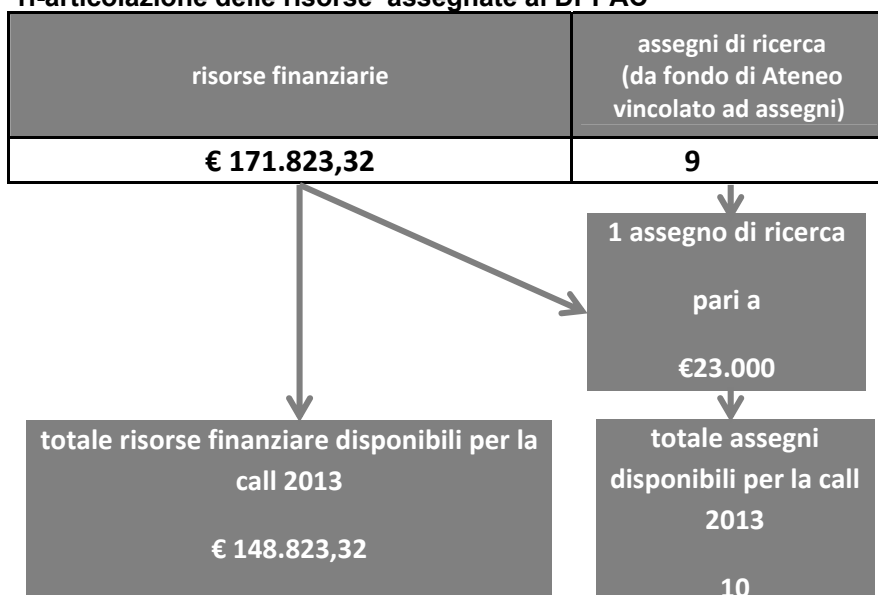 ri-articolazione delle risorse assegnate al DPPAC
risorse finanziarie
assegni di ricerca
(da fondo di Ateneo
vincolato ad assegni)
€ 171.823,32
9
1 assegno di ricerca
pari a
€23.000
totale risorse finanziare disponibili per la
call 2013
€ 148.823,32
totale assegni
disponibili per la call
2013
10